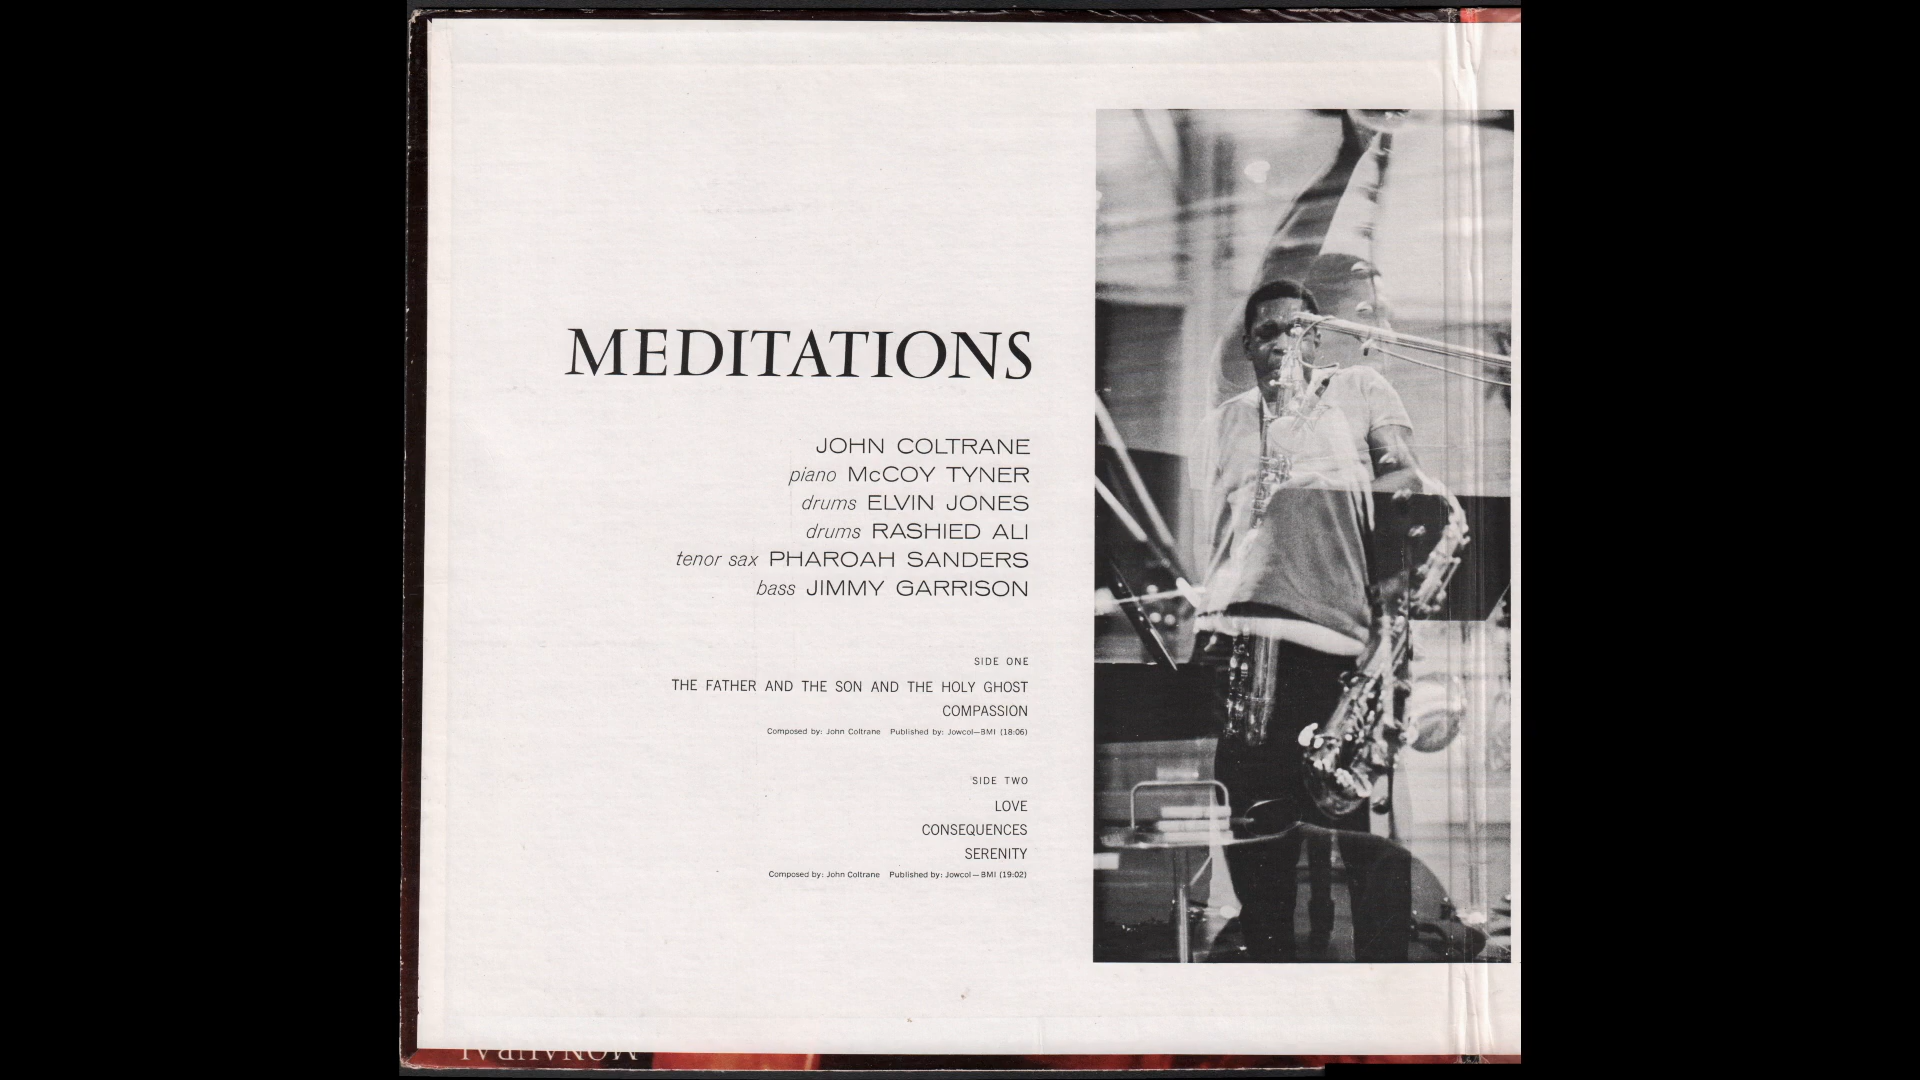 MEDITATIONS
JOHN COLTRANE
piano McCOY TYNER
drums ELVIN JONES
drums RASHIED ALI
tenor sax PHAROAH SANDERS
bass JIMMY GARRISON
SIDE ONE
THE FATHER AND THE SON AND THE HOLY GHOST
COMPASSION
Composed by: John Coltrane Published by: Jowcol—BMI (18:06)
SIDE TWO
LOVE
CONSEQUENCES
SERENITY
Composed by: John Coltrane Published by: Jowcol—BMI (19:02)
MONAURAL